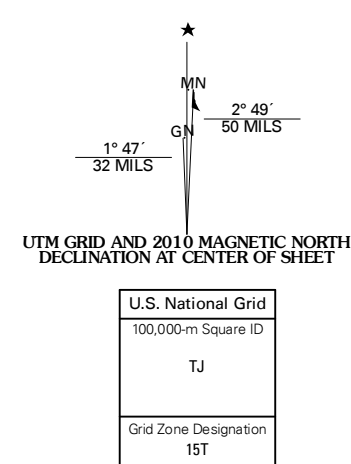 ★
MN
2° 49´
50 MILS
GN
1° 47´
32 MILS
UTM GRID AND 2010 MAGNETIC NORTH
DECLINATION AT CENTER OF SHEET
U.S. National Grid
100,000-m Square ID
TJ
Grid Zone Designation
15T